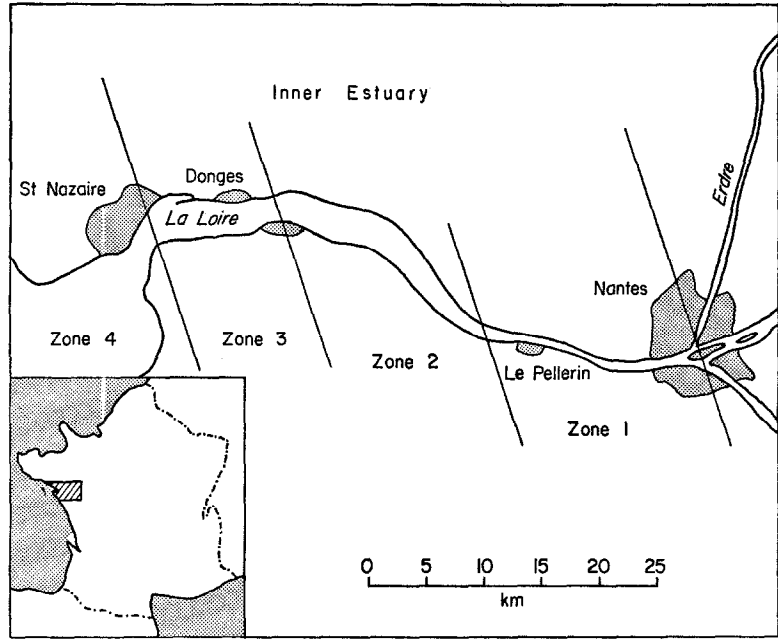 Inner Estuary
St Nazaire
Donges
La Loire
Erdre
Nantes
Zone 4
Zone 3
Zone 2
Le Pellerin
Zone 1
0 5 10 15 20 25
km